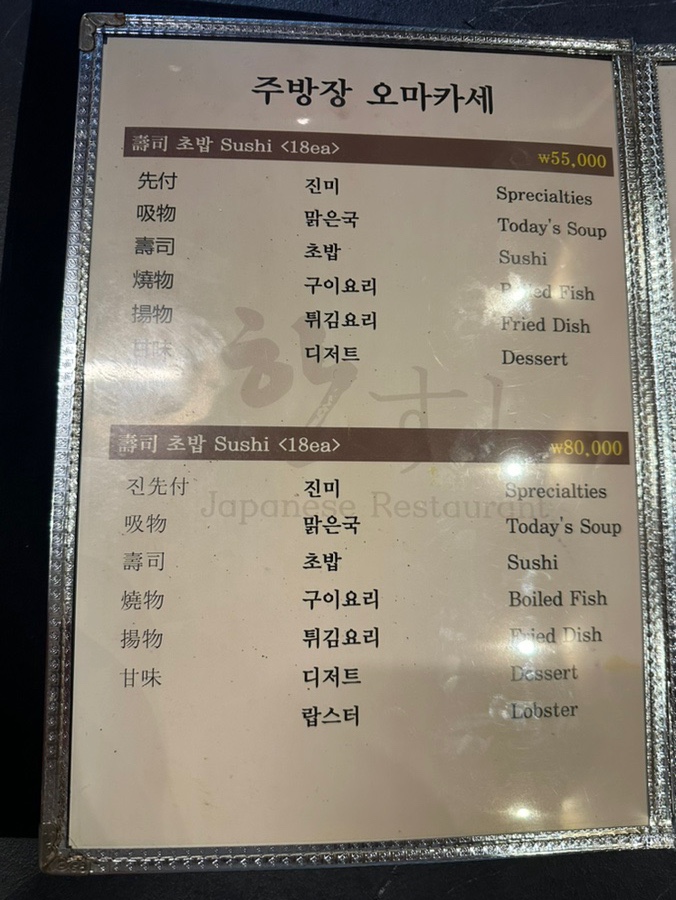 주방장 오마카세
壽司 초밥 Sushi <18ea> ₩55,000
先付 진미 Sprecialties
吸物 맑은국 Today's Soup
壽司 초밥 Sushi
燒物 구이요리 Fish
揚物 튀김요리 Fried Dish
甘味 디저트 Dessert
壽司 초밥 Sushi <18ea> ₩80,000
진先付 진미 Sprecialties
吸物 맑은국 Today's Soup
壽司 초밥 Sushi
燒物 구이요리 Boiled Fish
揚物 튀김요리 Fried Dish
甘味 디저트 Dessert
랍스터 Lobster
Japanese Restaurant